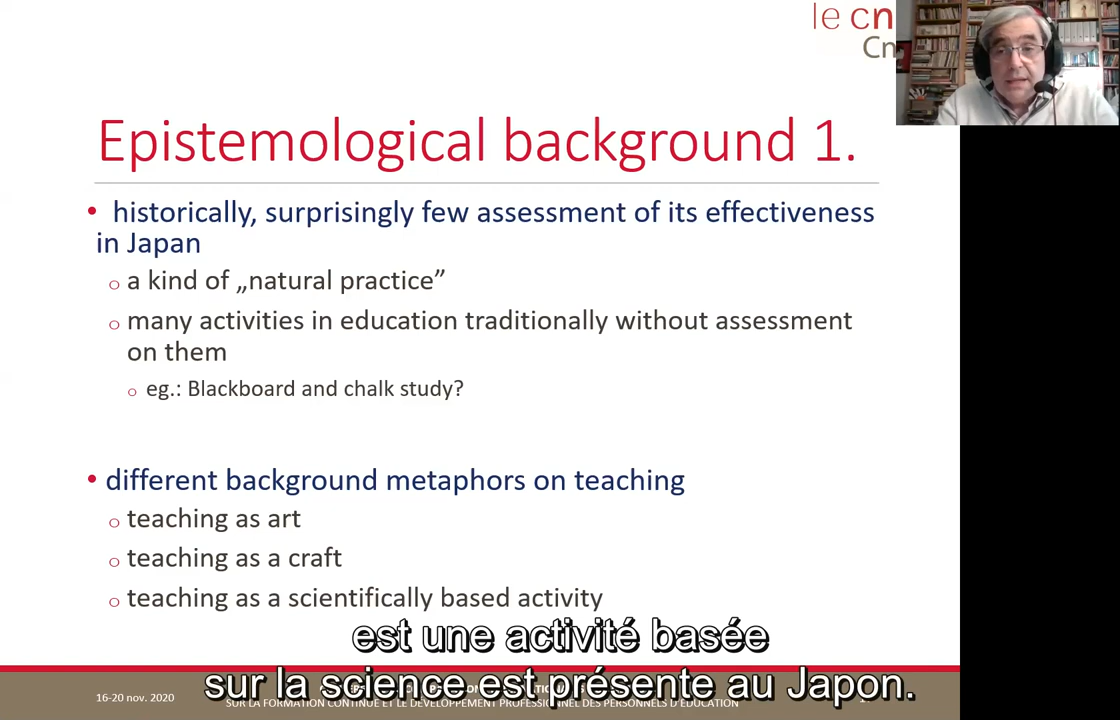 le cn
Cn
Epistemological background 1.
• historically, surprisingly few assessment of its effectiveness
in Japan
o a kind of „natural practice”
o many activities in education traditionally without assessment
on them
o eg.: Blackboard and chalk study?
• different background metaphors on teaching
o teaching as art
o teaching as a craft
o teaching as a scientifically based activity
est une activité basée
sur la science est présente au Japon.
16-20 nov. 2020
SUR LA FORMATION CONTINUE ET LE DÉVELOPPEMENT PROFESSIONNEL DES PERSONNELS D'ÉDUCATION